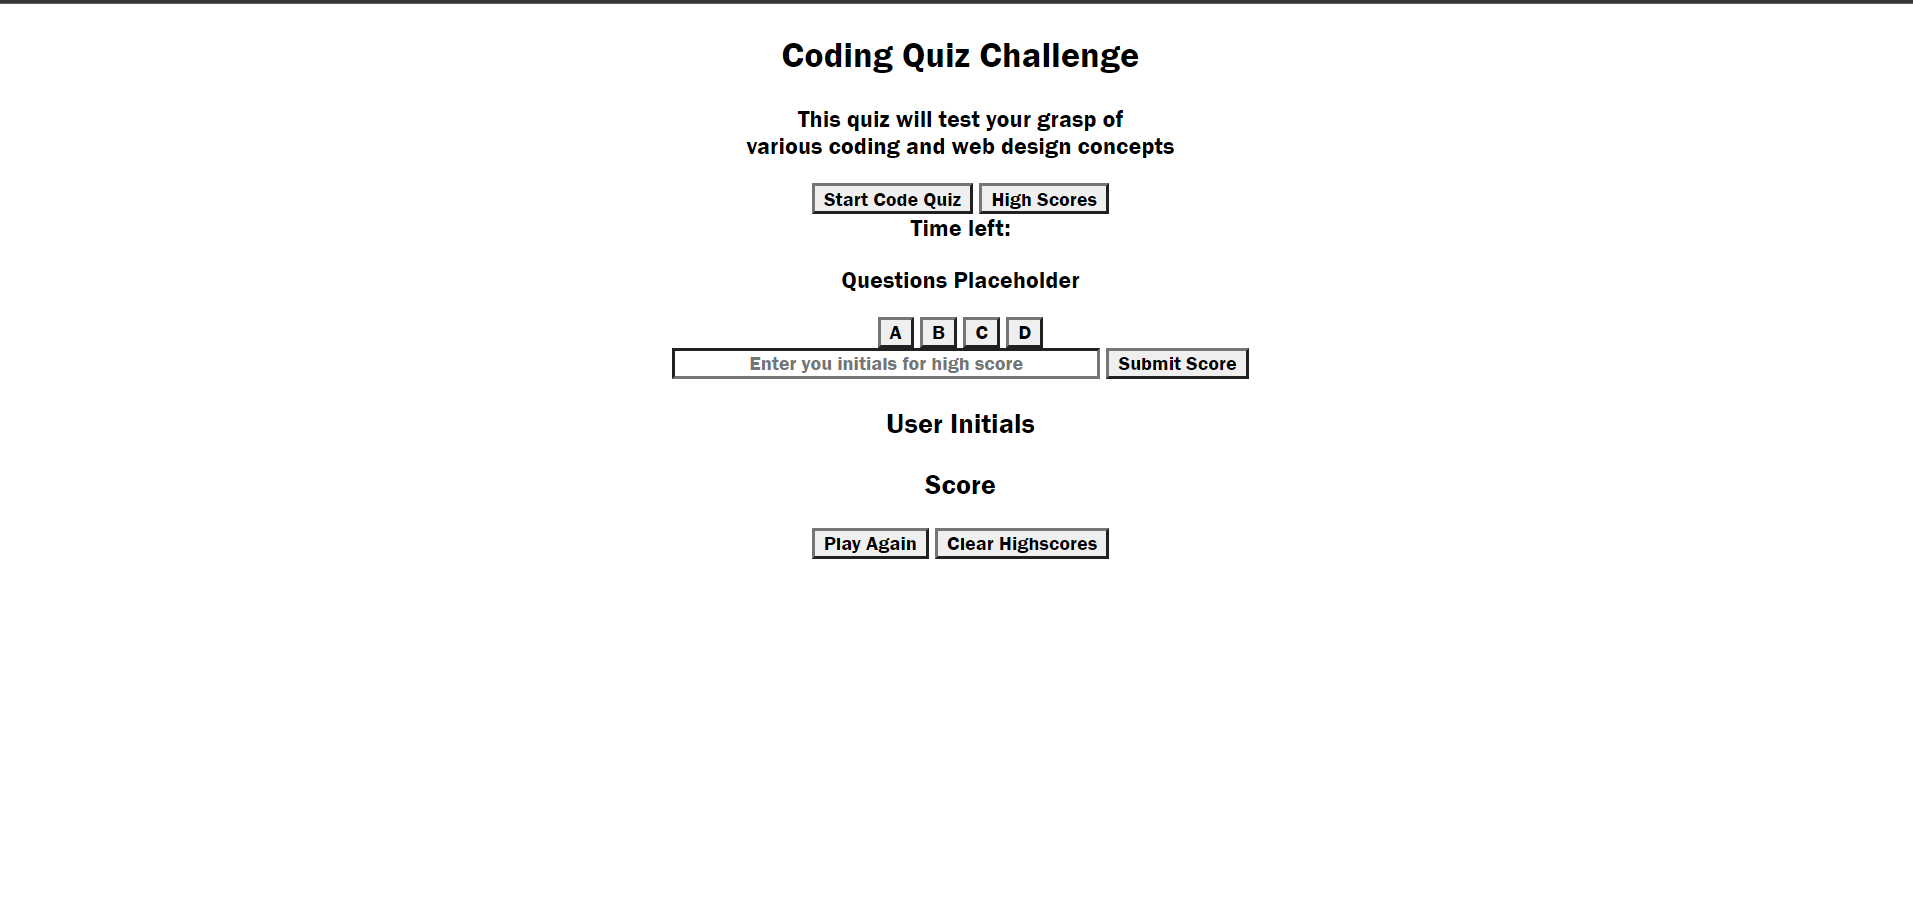 Coding Quiz Challenge
This quiz will test your grasp of
various coding and web design concepts
Start Code Quiz High Scores
Time left:
Questions Placeholder
A B C D
Enter you initials for high score Submit Score
User Initials
Score
Play Again Clear Highscores